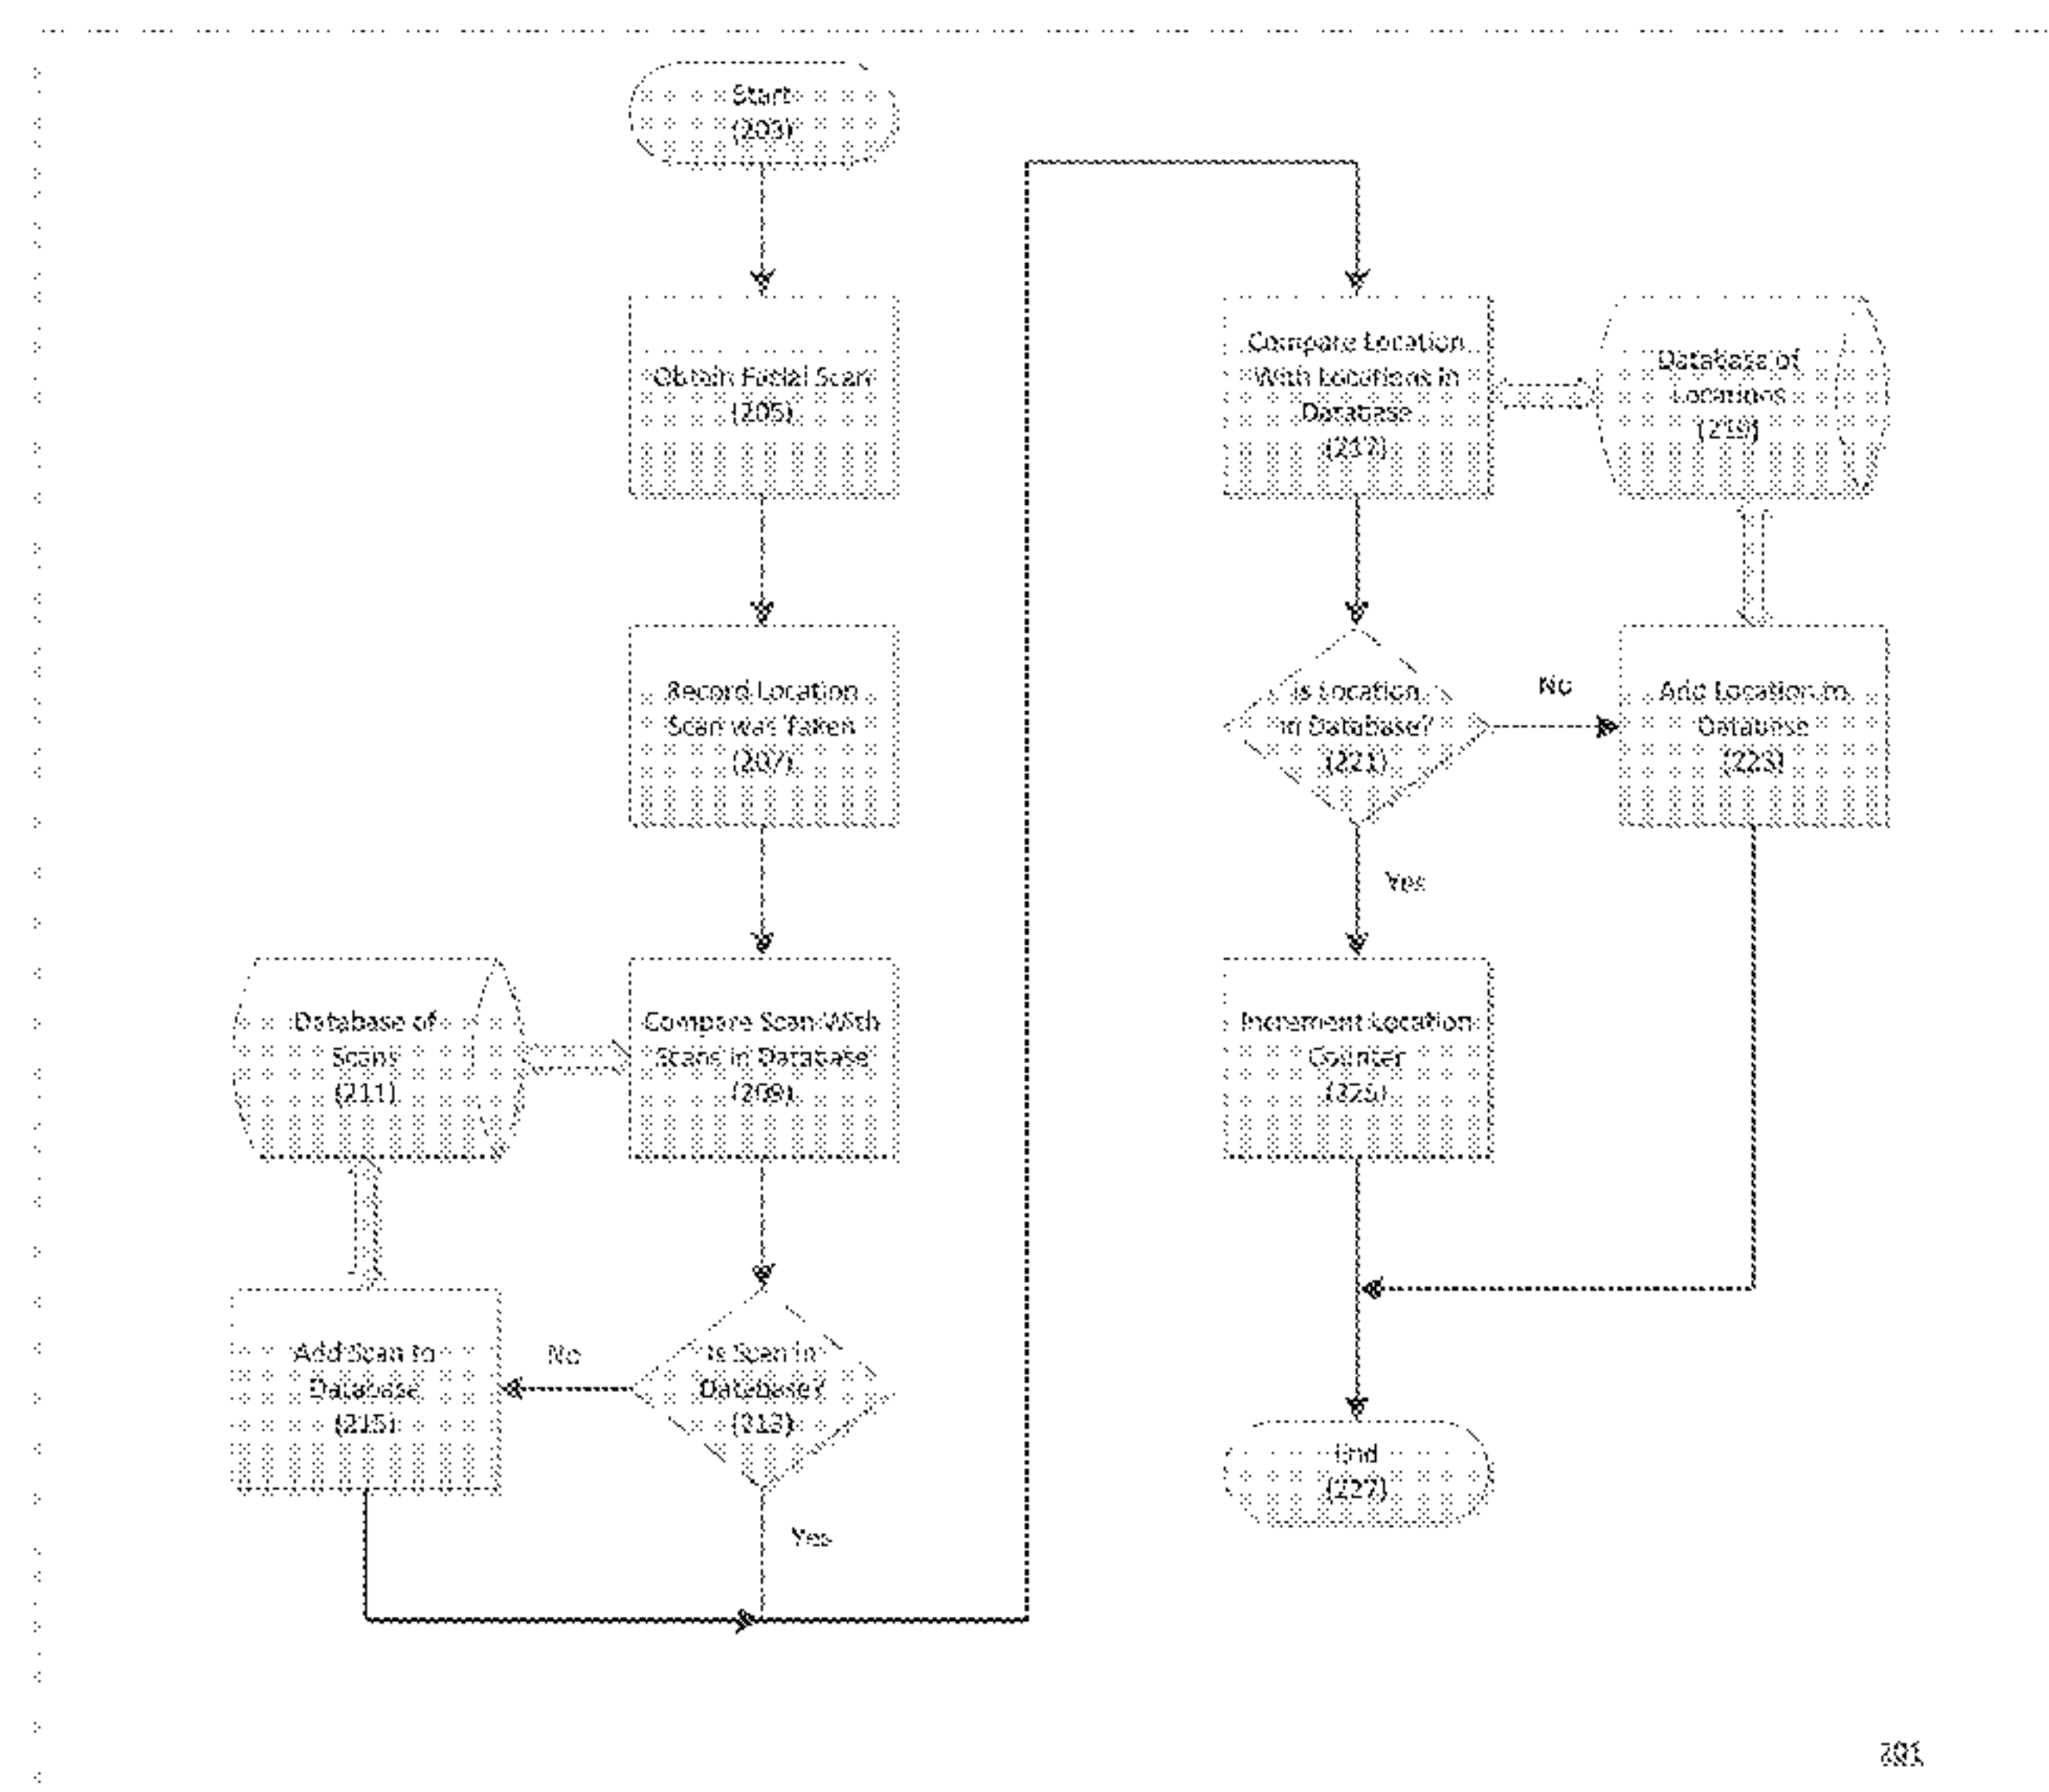 Start
(203)
Obtain Facial Scan
(205)
Record Location
Scan was Taken
(207)
Database of
Scans
(211)
Compare Scan With
Scans in Database
(209)
Add Scan to
Database
(215)
No
Is Scan in
Database?
(213)
Yes
Compare Location
With Locations in
Database
(217)
Database of
Locations
(219)
Is Location
in Database?
(221)
No
Add Location to
Database
(223)
Yes
Increment Location
Counter
(225)
End
(227)
201